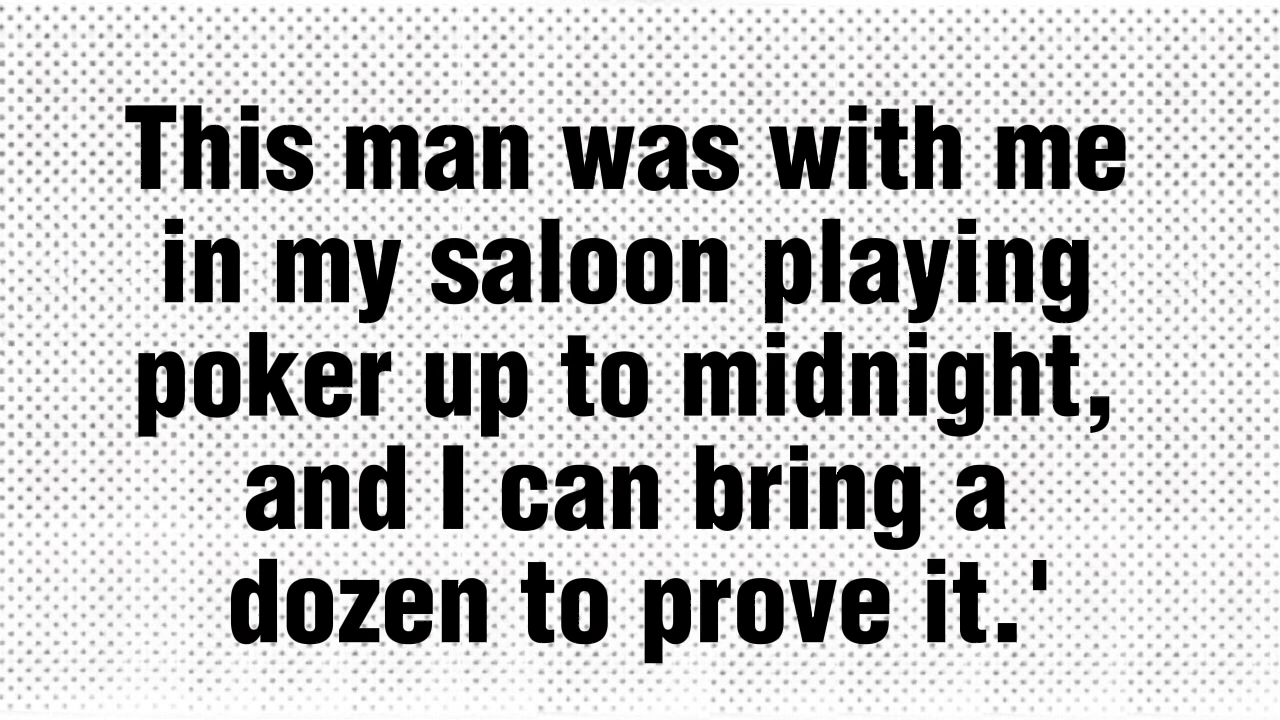 This man was with me
in my saloon playing
poker up to midnight,
and I can bring a
dozen to prove it.'